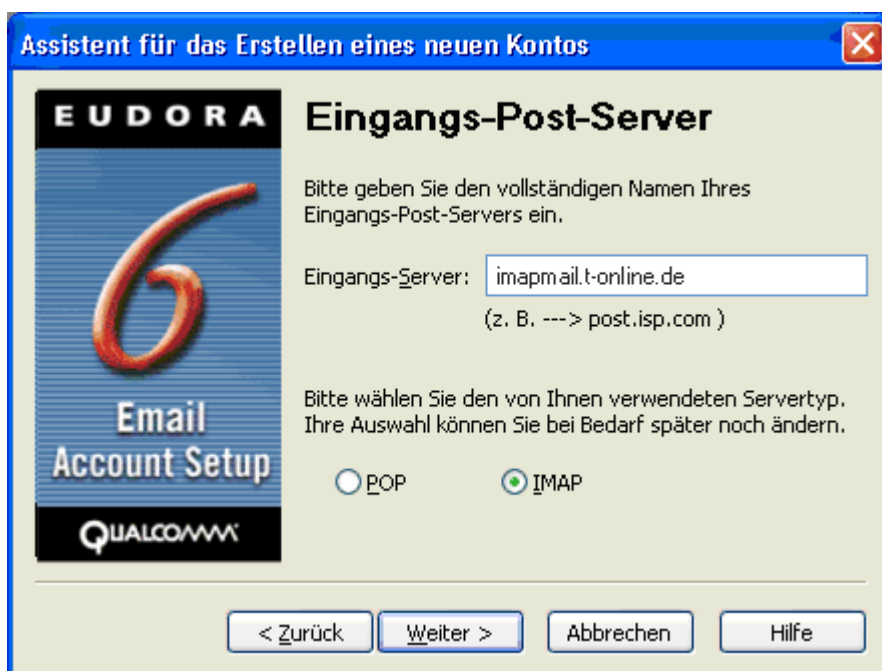 Assistent für das Erstellen eines neuen Kontos
EUDORA
6
Email
Account Setup
QUALCOMM
Eingangs-Post-Server
Bitte geben Sie den vollständigen Namen Ihres
Eingangs-Post-Servers ein.
Eingangs-Server: imapmail.t-online.de
(z. B. ---> post.isp.com )
Bitte wählen Sie den von Ihnen verwendeten Servertyp.
Ihre Auswahl können Sie bei Bedarf später noch ändern.
POP IMAP
< Zurück Weiter > Abbrechen Hilfe